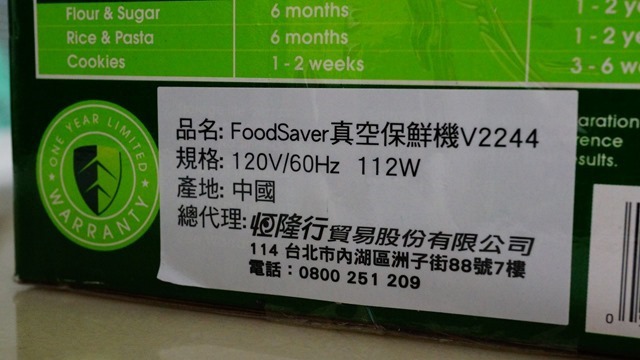 Flour & Sugar 6 months 1 - 2
Rice & Pasta 6 months 1 - 2
Cookies 1 - 2 weeks 3 - 6
ONE YEAR LIMITED
WARRANTY
品名: FoodSaver真空保鮮機V2244
規格: 120V/60Hz 112W
產地: 中國
總代理: 恆隆行貿易股份有限公司
114 台北市內湖區洲子街88號7樓
電話：0800 251 209
0